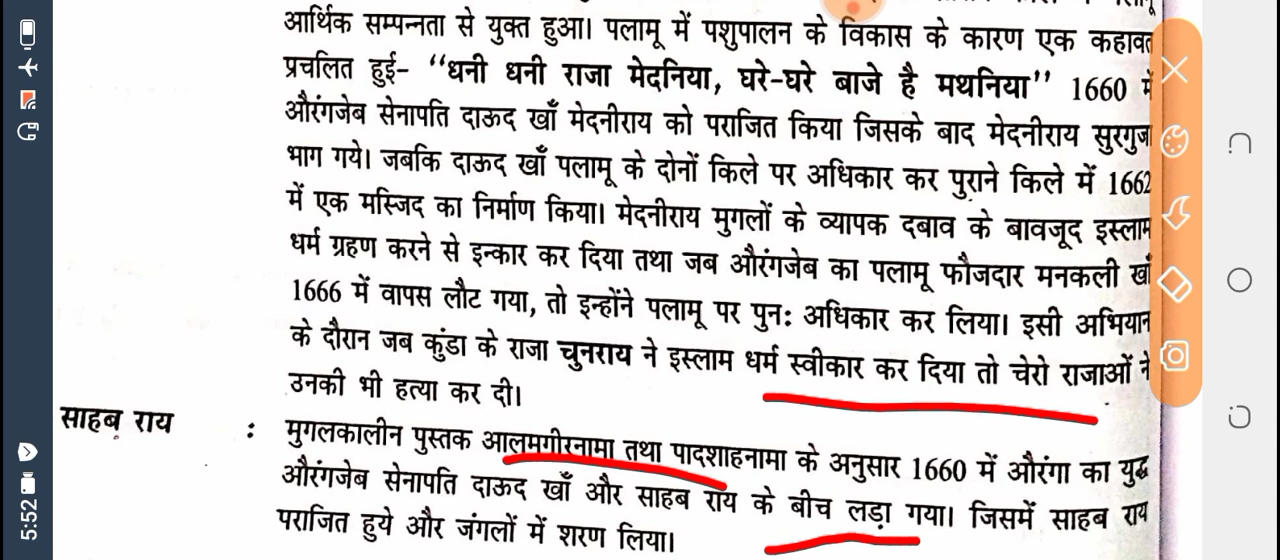 आर्थिक सम्पन्नता से युक्त हुआ। पलामू में पशुपालन के विकास के कारण एक कहावत
प्रचलित हुई- "धनी धनी राजा मेदनिया, घरे-घरे बाजे है मथनिया" 1660 में
औरंगजेब सेनापति दाऊद खाँ मेदनीराय को पराजित किया जिसके बाद मेदनीराय सुरगुजा
भाग गये। जबकि दाऊद खाँ पलामू के दोनों किले पर अधिकार कर पुराने किले में 1662
में एक मस्जिद का निर्माण किया। मेदनीराय मुगलों के व्यापक दबाव के बावजूद इस्लाम
धर्म ग्रहण करने से इन्कार कर दिया तथा जब औरंगजेब का पलामू फौजदार मनकली खाँ
1666 में वापस लौट गया, तो इन्होंने पलामू पर पुन: अधिकार कर लिया। इसी अभियान
के दौरान जब कुंडा के राजा चुनराय ने इस्लाम धर्म स्वीकार कर दिया तो चेरो राजाओं ने
उनकी भी हत्या कर दी।
साहब राय : मुगलकालीन पुस्तक आलमगीरनामा तथा पादशाहनामा के अनुसार 1660 में औरंगा का युद्ध
औरंगजेब सेनापति दाऊद खाँ और साहब राय के बीच लड़ा गया। जिसमें साहब राय
पराजित हुये और जंगलों में शरण लिया।
5:52